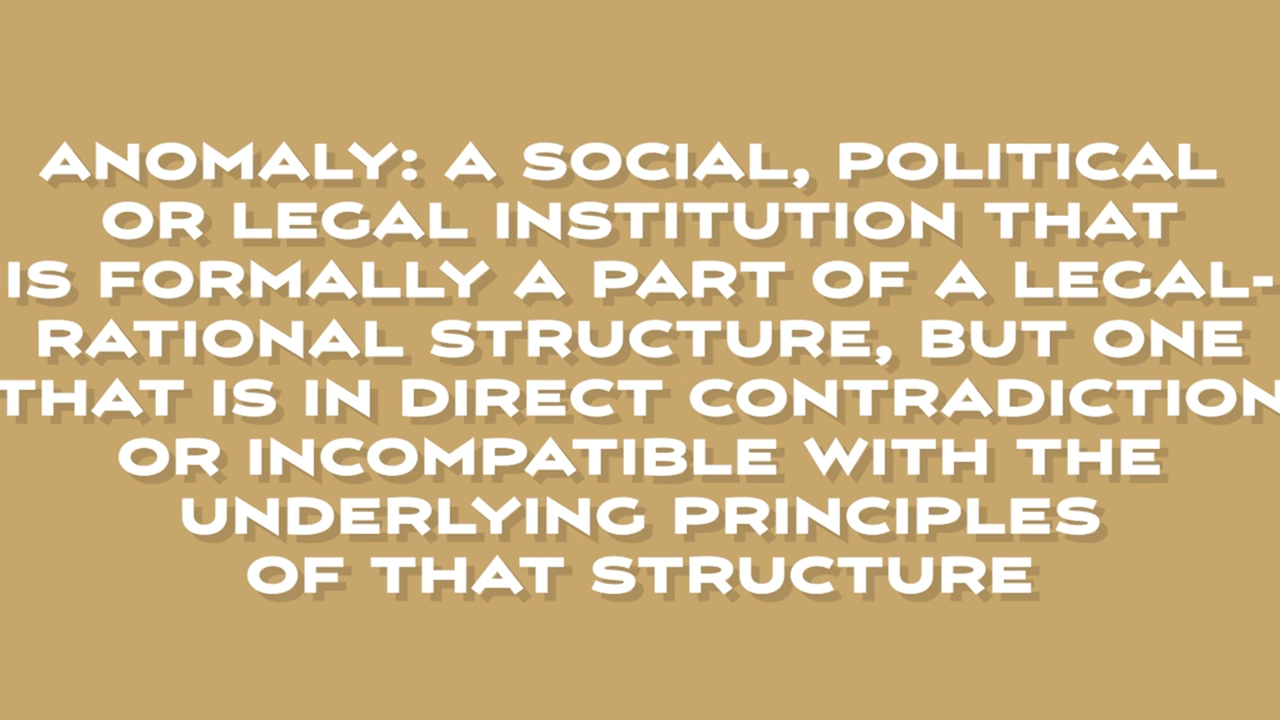 ANOMALY: A SOCIAL, POLITICAL
OR LEGAL INSTITUTION THAT
IS FORMALLY A PART OF A LEGAL-
RATIONAL STRUCTURE, BUT ONE
THAT IS IN DIRECT CONTRADICTION
OR INCOMPATIBLE WITH THE
UNDERLYING PRINCIPLES
OF THAT STRUCTURE